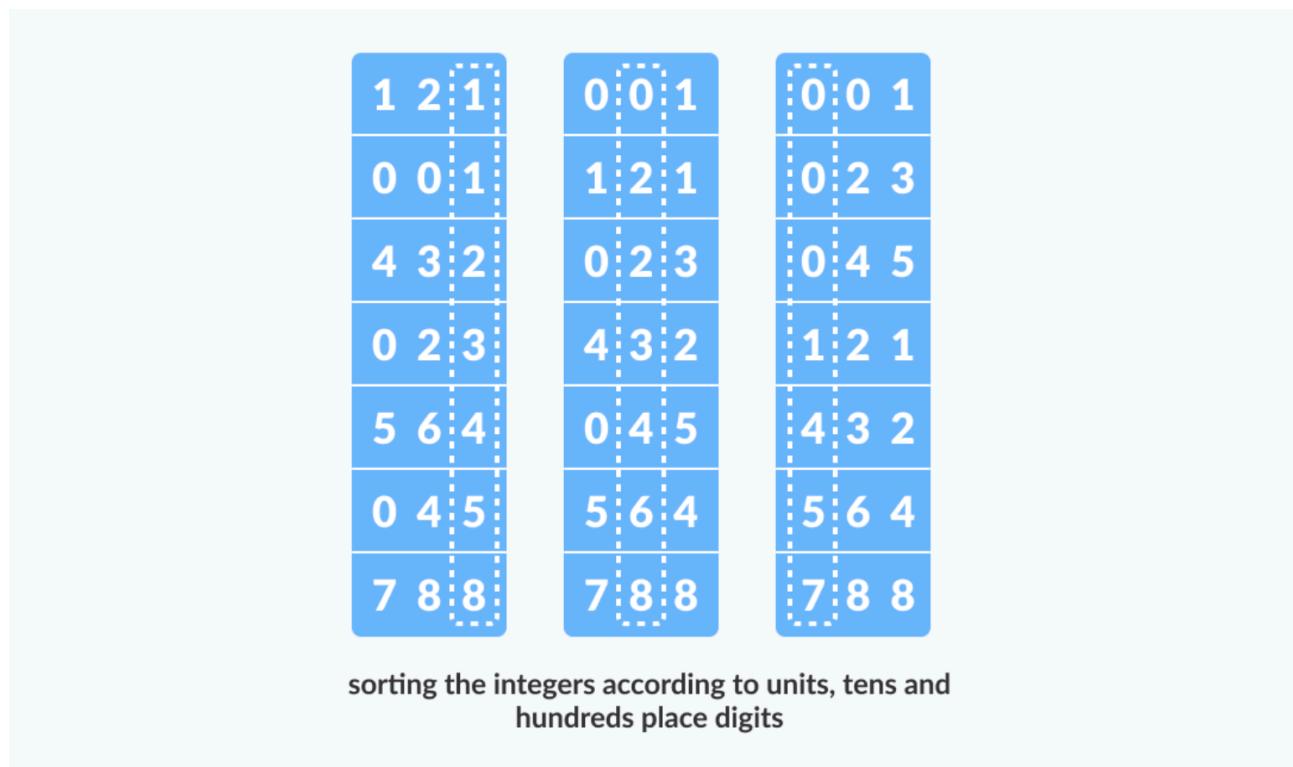 1 2 1 0 0 1 0 0 1
0 0 1 1 2 1 0 2 3
4 3 2 0 2 3 0 4 5
0 2 3 4 3 2 1 2 1
5 6 4 0 4 5 4 3 2
0 4 5 5 6 4 5 6 4
7 8 8 7 8 8 7 8 8
sorting the integers according to units, tens and
hundreds place digits